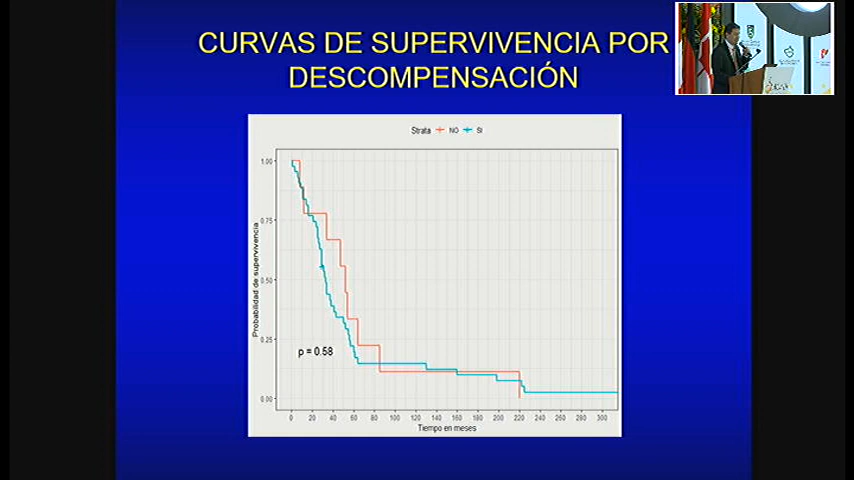 CURVAS DE SUPERVIVENCIA POR
DESCOMPENSACIÓN
Strata NO SI
Probabilidad de supervivencia
1.00
0.75
0.50
0.25
0.00
p = 0.58
0 20 40 60 80 100 120 140 160 180 200 220 240 260 280 300
Tiempo en meses